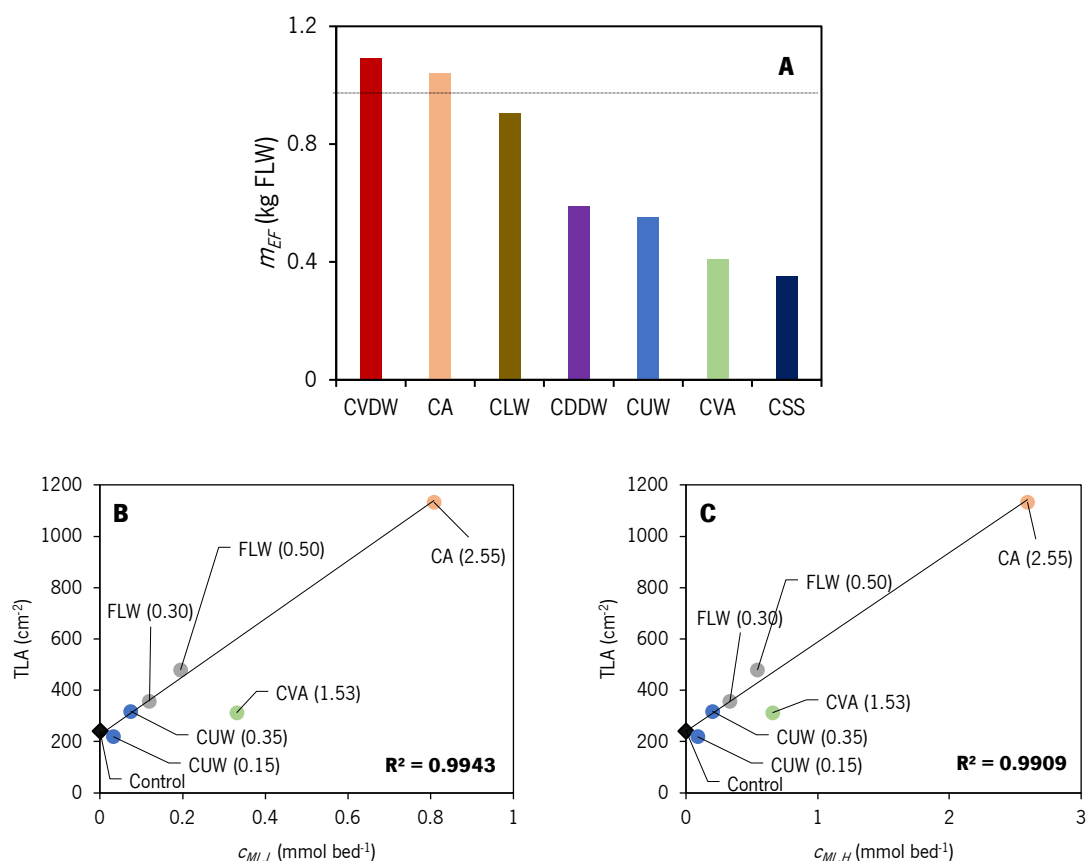 A
m_EF (kg FLW)
1.2
0.8
0.4
0
CVDW CA CLW CDDW CUW CVA CSS
B
TLA (cm⁻²)
1200
1000
800
600
400
200
0
FLW (0.50)
CA (2.55)
FLW (0.30)
CVA (1.53)
CUW (0.35)
CUW (0.15)
Control
R² = 0.9943
0 0.2 0.4 0.6 0.8 1
c_ML,L (mmol bed⁻¹)
C
TLA (cm⁻²)
1200
1000
800
600
400
200
0
CA (2.55)
FLW (0.50)
FLW (0.30)
CVA (1.53)
CUW (0.35)
CUW (0.15)
Control
R² = 0.9909
0 1 2 3
c_ML,H (mmol bed⁻¹)